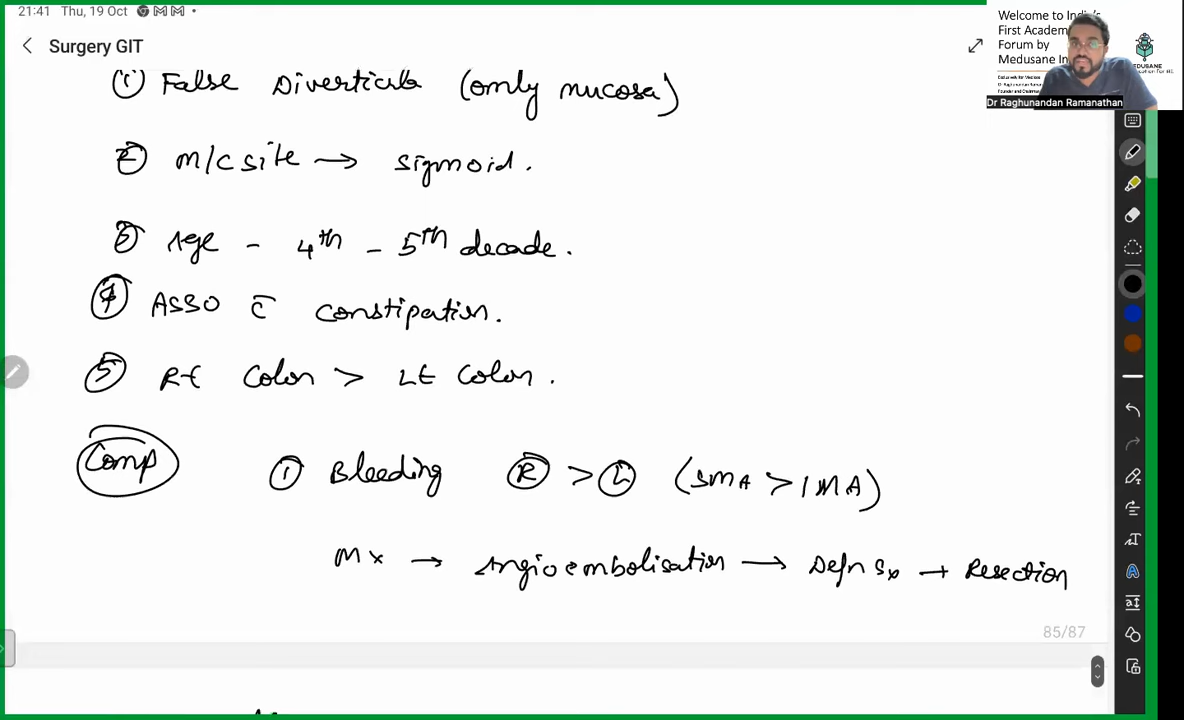 21:41 Thu, 19 Oct
Surgery GIT
Welcome to Indi 's
First Academ
Forum by
Medusane In
EDUSANE
Dr Raghunandan Ramanathan
① False Diverticula (only mucosa)
② M/C site → sigmoid.
③ Age - 4th - 5th decade.
④ ASSO c̄ constipation.
⑤ Rt Colon > Lt Colon.
Comp ① Bleeding Ⓡ > Ⓛ (SMA > IMA)
Mx → Angioembolisation → Defn Sx → Resection
85/87